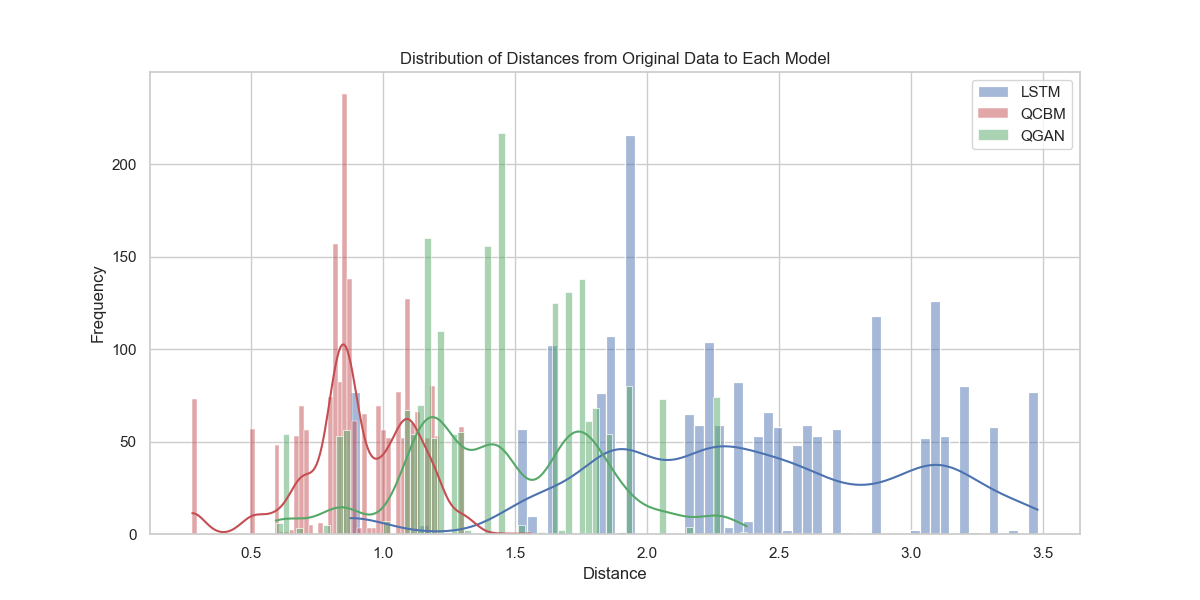 Distribution of Distances from Original Data to Each Model
LSTM
QCBM
QGAN
Frequency
200
150
100
50
0
0.5 1.0 1.5 2.0 2.5 3.0 3.5
Distance